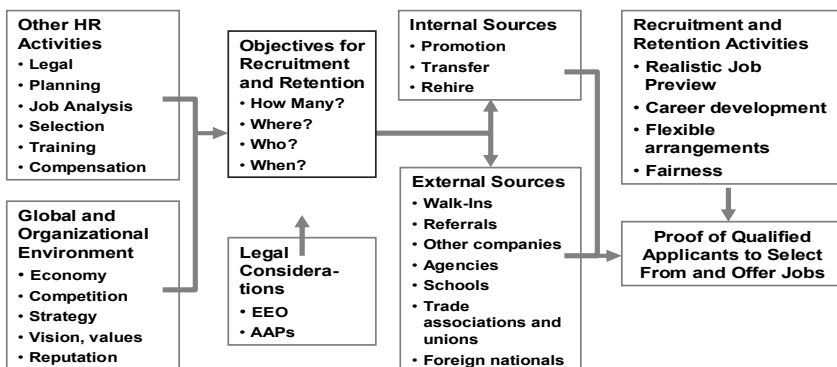 Other HR
Activities
• Legal
• Planning
• Job Analysis
• Selection
• Training
• Compensation
Global and
Organizational
Environment
• Economy
• Competition
• Strategy
• Vision, values
• Reputation
Objectives for
Recruitment
and Retention
• How Many?
• Where?
• Who?
• When?
Legal
Considera-
tions
• EEO
• AAPs
Internal Sources
• Promotion
• Transfer
• Rehire
External Sources
• Walk-Ins
• Referrals
• Other companies
• Agencies
• Schools
• Trade
associations and
unions
• Foreign nationals
Recruitment and
Retention Activities
• Realistic Job
Preview
• Career development
• Flexible
arrangements
• Fairness
Proof of Qualified
Applicants to Select
From and Offer Jobs